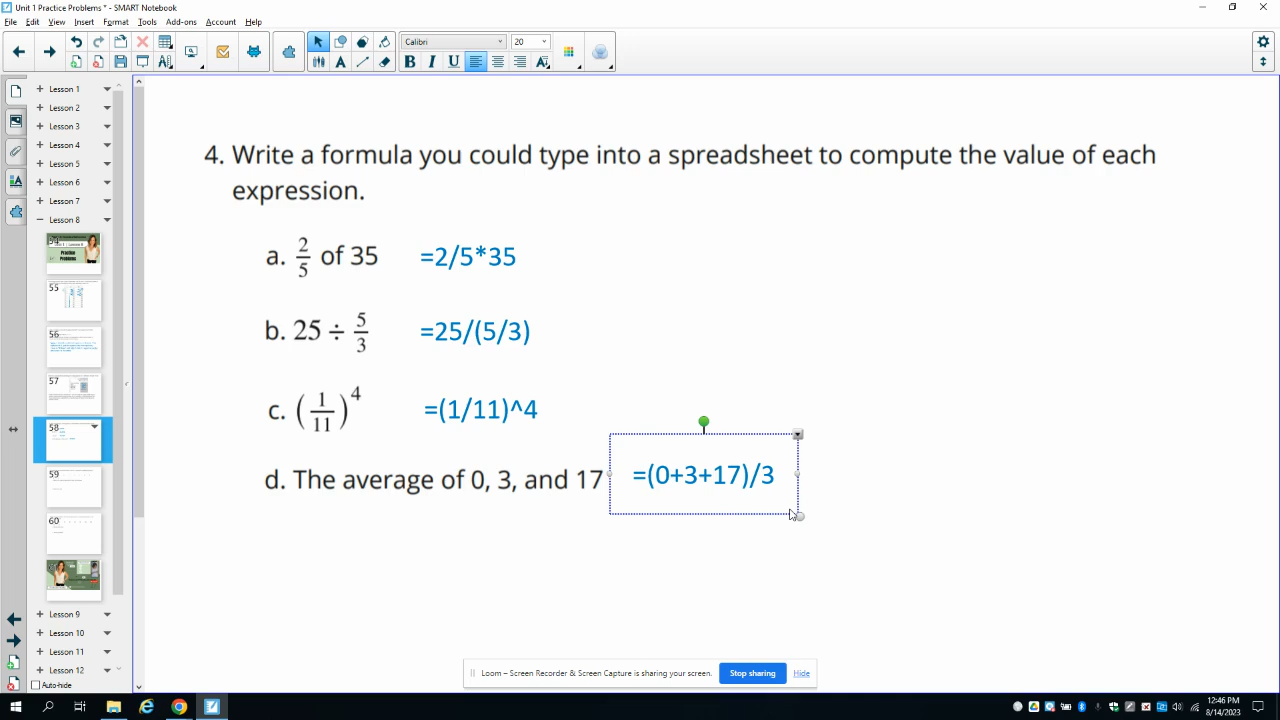 Unit 1 Practice Problems * - SMART Notebook
File Edit View Insert Format Tools Add-ons Account Help
Calibri 20
B I U A
Lesson 1
Lesson 2
Lesson 3
Lesson 4
Lesson 5
Lesson 6
Lesson 7
Lesson 8
Practice
Problems
55
56
57
58
59
60
Lesson 9
Lesson 10
Lesson 11
Lesson 12
Auto-hide
4. Write a formula you could type into a spreadsheet to compute the value of each
expression.
a. 2/5 of 35 =2/5*35
b. 25 ÷ 5/3 =25/(5/3)
c. (1/11)^4 =(1/11)^4
d. The average of 0, 3, and 17 =(0+3+17)/3
Loom – Screen Recorder & Screen Capture is sharing your screen. Stop sharing Hide
12:46 PM
8/14/2023